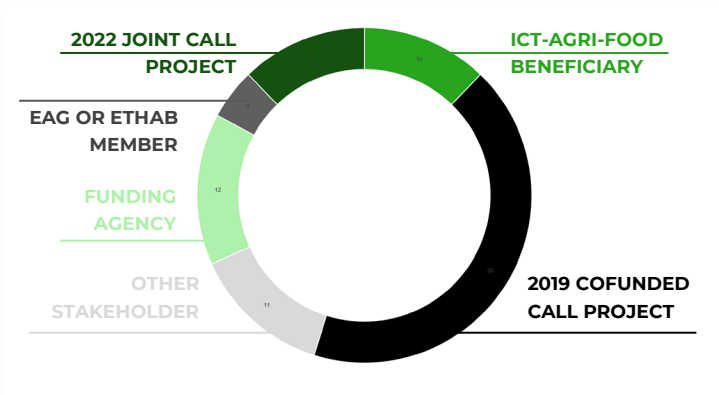 2022 JOINT CALL
PROJECT
ICT-AGRI-FOOD
BENEFICIARY
10
4
EAG OR ETHAB
MEMBER
12
FUNDING
AGENCY
OTHER
STAKEHOLDER
11
2019 COFUNDED
CALL PROJECT